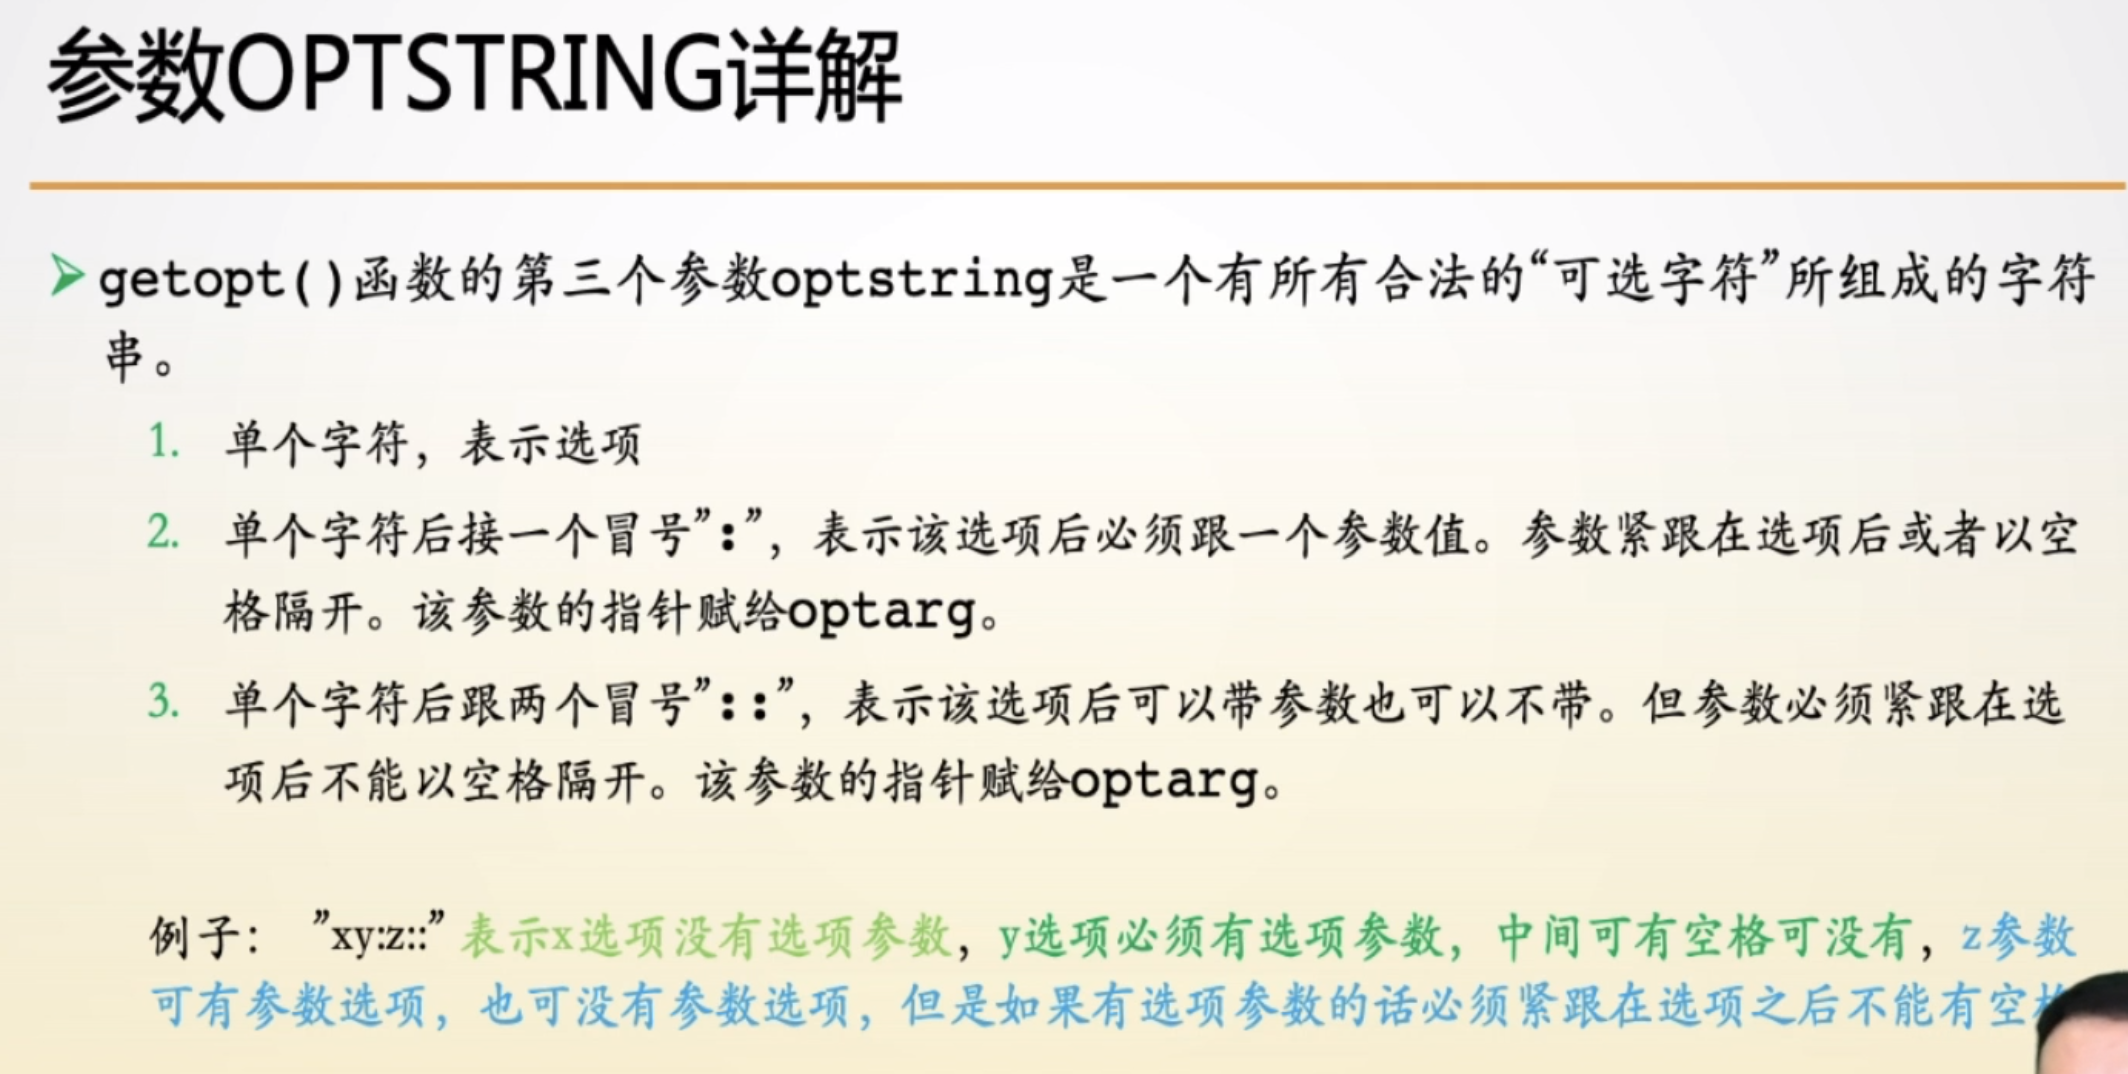 参数OPTSTRING详解
getopt()函数的第三个参数optstring是一个有所有合法的“可选字符”所组成的字符
串。
1. 单个字符，表示选项
2. 单个字符后接一个冒号”:”，表示该选项后必须跟一个参数值。参数紧跟在选项后或者以空
格隔开。该参数的指针赋给optarg。
3. 单个字符后跟两个冒号”::”，表示该选项后可以带参数也可以不带。但参数必须紧跟在选
项后不能以空格隔开。该参数的指针赋给optarg。
例子： ”xy:z::” 表示x选项没有选项参数，y选项必须有选项参数，中间可有空格可没有，z参数
可有参数选项，也可没有参数选项，但是如果有选项参数的话必须紧跟在选项之后不能有空